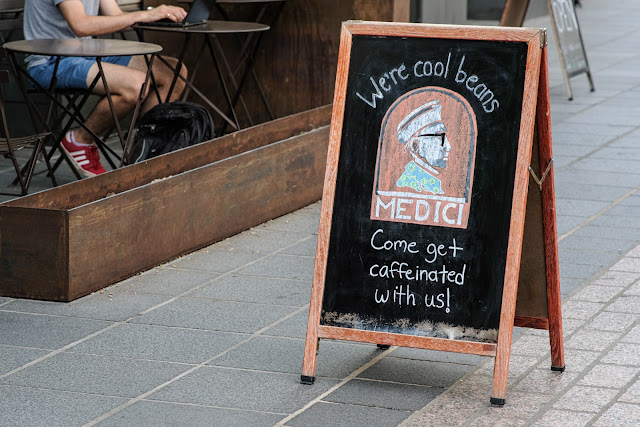 We're cool beans
MEDICI
Come get
caffeinated
with us!